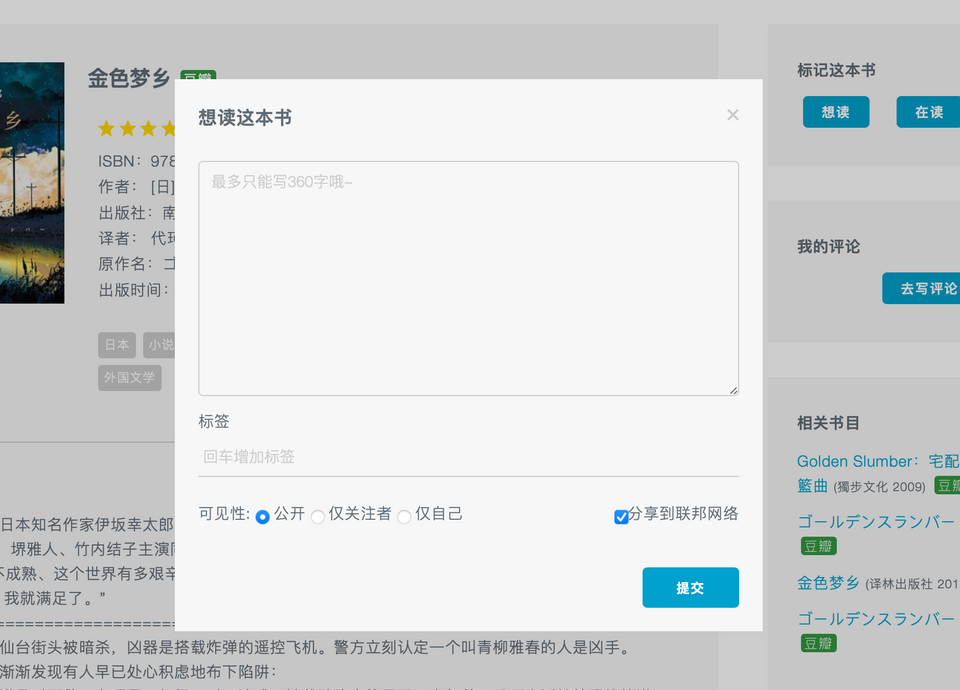 金色梦乡 豆瓣
ISBN： 978
作者： [日]
出版社： 南
译者：
原作名：
出版时间：
日本 小说
外国文学
日本知名作家伊坂幸太郎
堺雅人、竹内结子主演
不成熟、这个世界有多艰辛
我就满足了。”
仙台街头被暗杀，凶器是搭载炸弹的遥控飞机。警方立刻认定一个叫青柳雅春的人是凶手。
渐渐发现有人早已处心积虑地布下陷阱：
想读这本书
×
最多只能写360字哦~
标签
回车增加标签
可见性: 公开 仅关注者 仅自己 分享到联邦网络
提交
标记这本书
想读 在读
我的评论
去写评论
相关书目
Golden Slumber：宅配
籃曲 (獨步文化 2009) 豆瓣
ゴールデンスランバー
豆瓣
金色梦乡 (译林出版社 201
ゴールデンスランバー
豆瓣